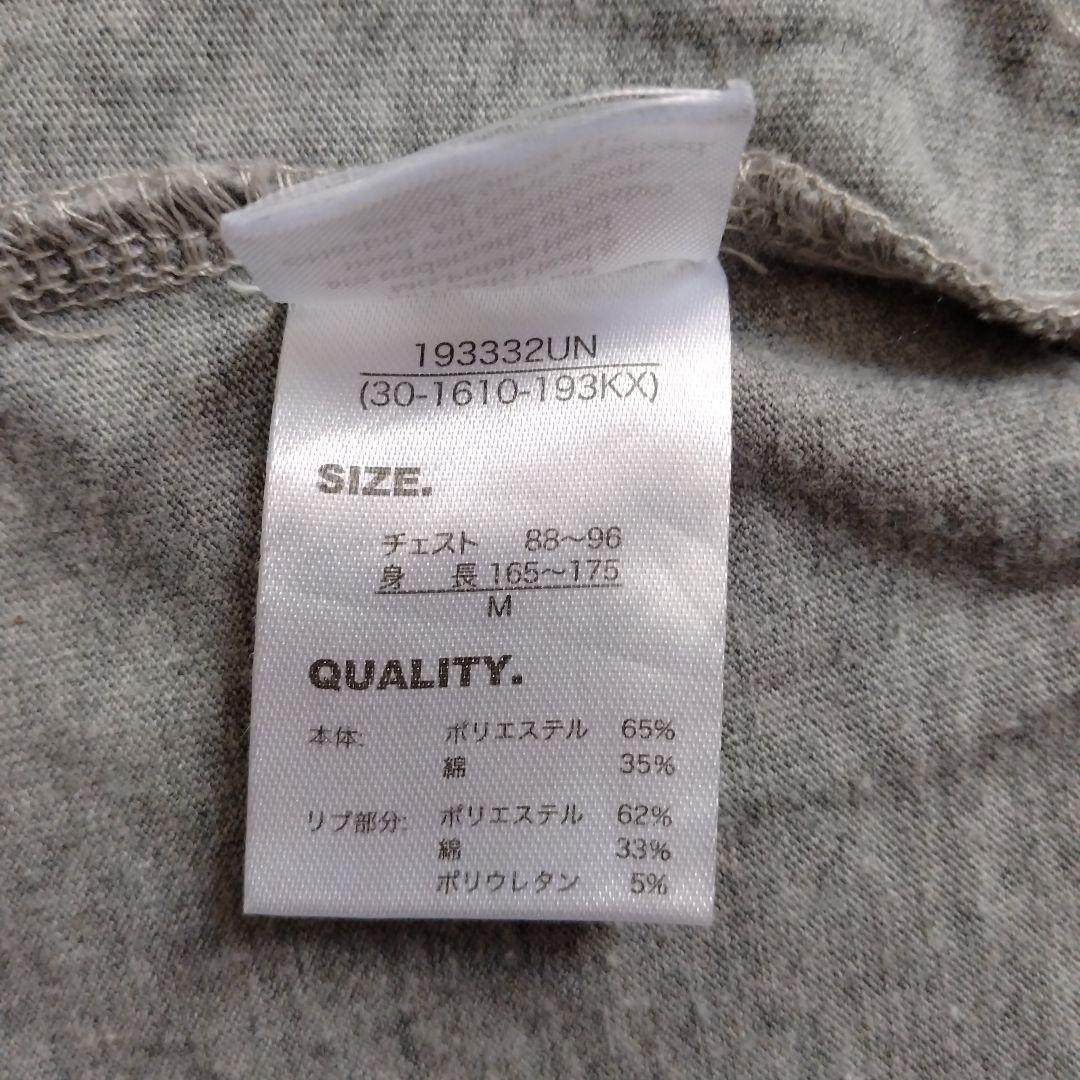 193332UN
(30-1610-193KX)
SIZE.
チェスト 88～96
身 長 165～175
M
QUALITY.
本体: ポリエステル 65%
綿 35%
リブ部分: ポリエステル 62%
綿 33%
ポリウレタン 5%